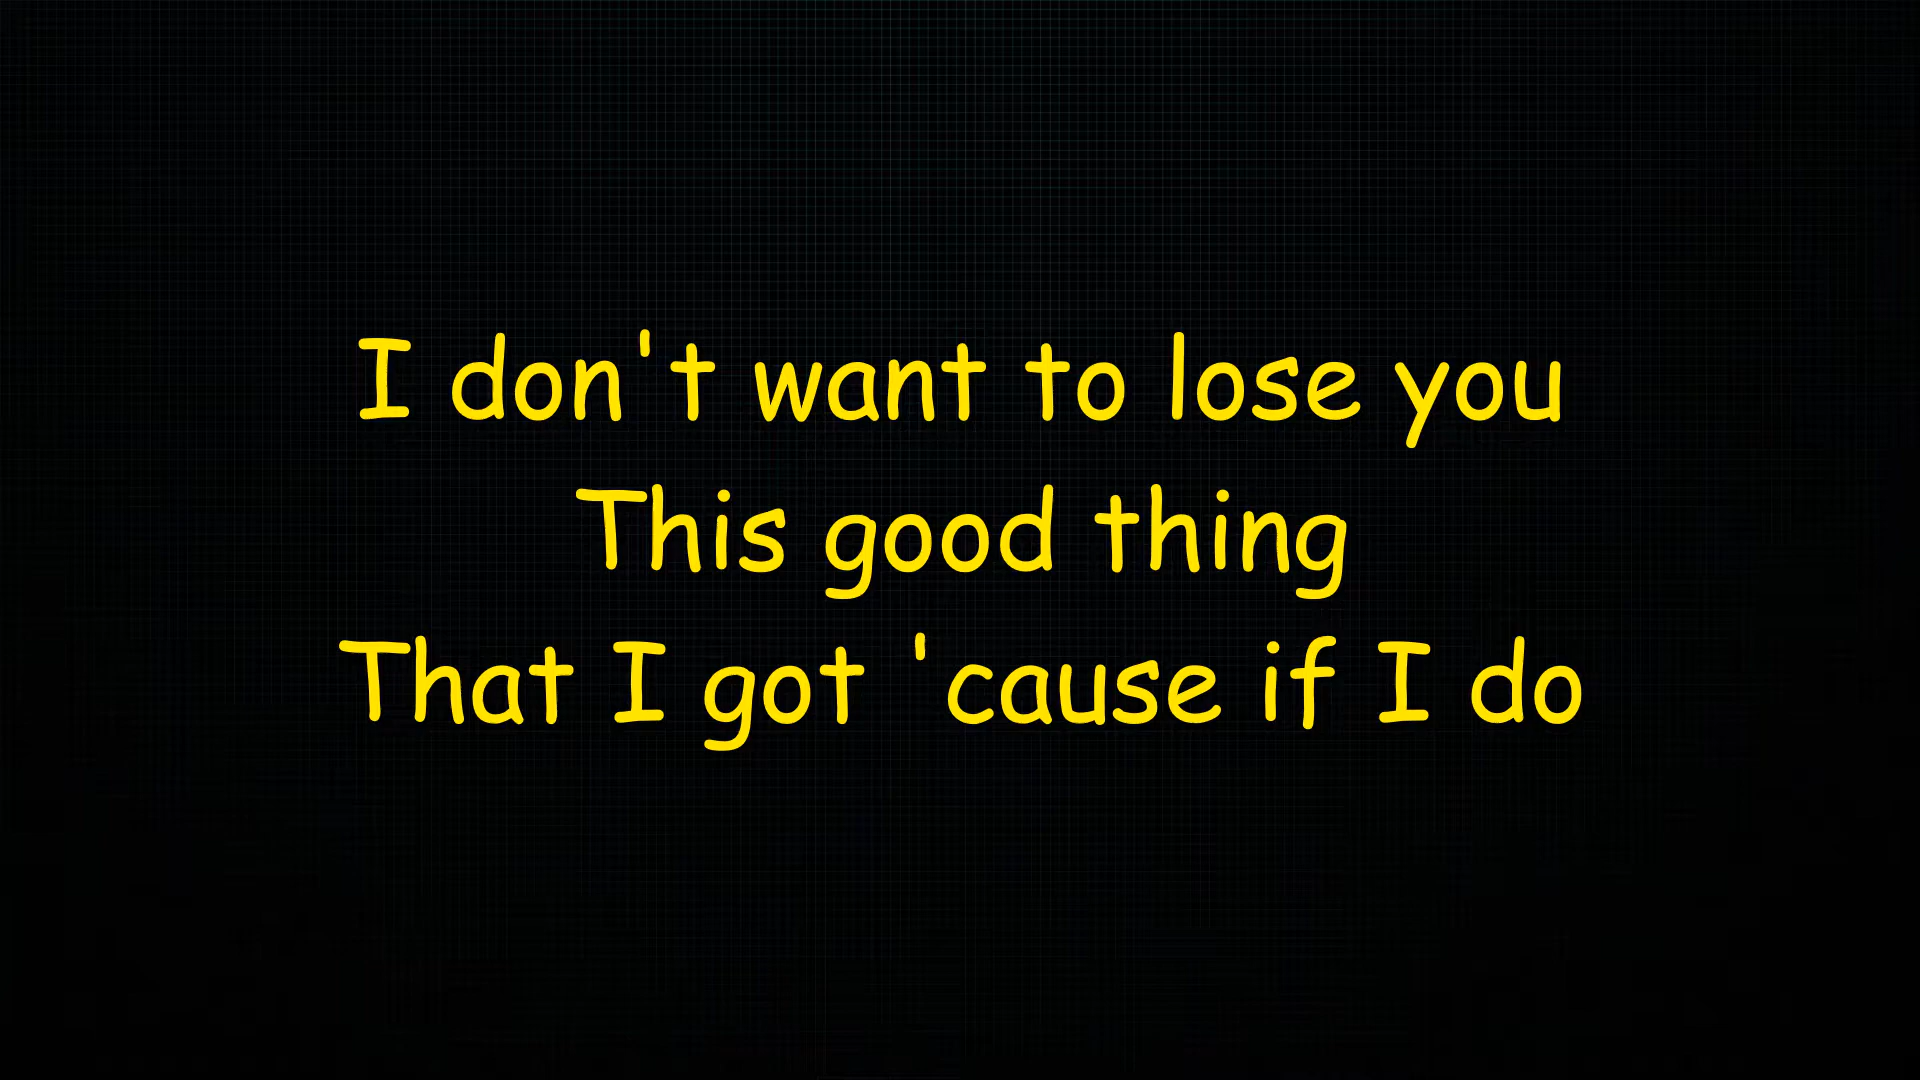 I don't want to lose you
This good thing
That I got 'cause if I do